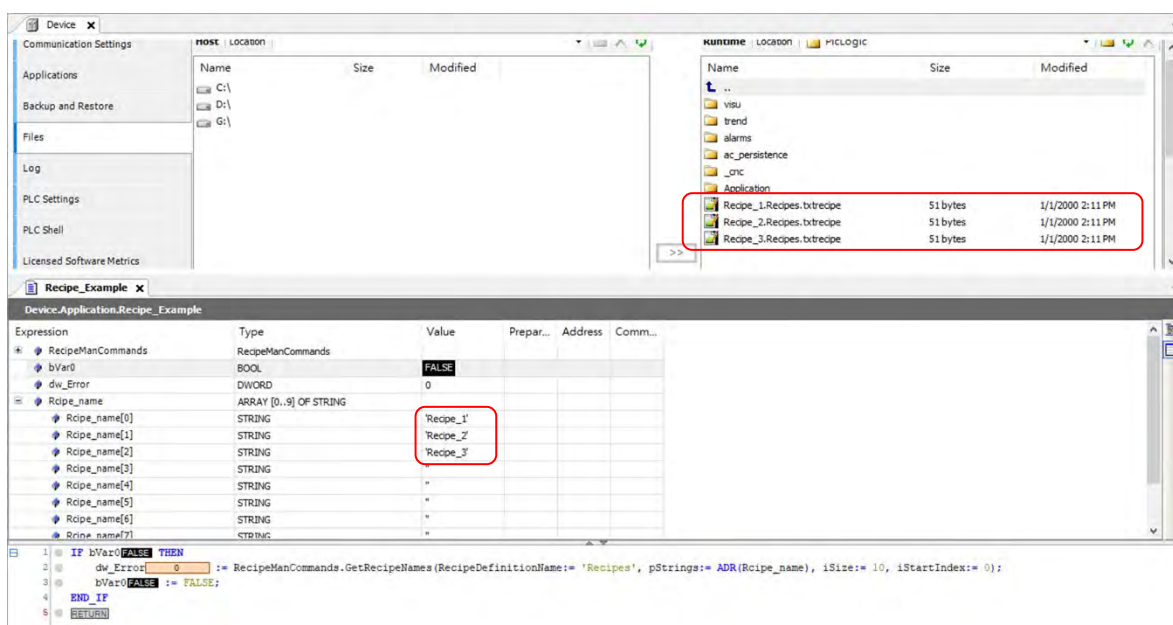 Device
Communication Settings
Host Location
Runtime Location PlcLogic
Name Size Modified
Name Size Modified
Applications
C:\
..
Backup and Restore
D:\
visu
G:\
trend
Files
alarms
ac_persistence
Log
_cnc
Application
PLC Settings
Recipe_1.Recipes.txtrecipe 51 bytes 1/1/2000 2:11 PM
Recipe_2.Recipes.txtrecipe 51 bytes 1/1/2000 2:11 PM
PLC Shell
Recipe_3.Recipes.txtrecipe 51 bytes 1/1/2000 2:11 PM
>>
Licensed Software Metrics
Recipe_Example
Device.Application.Recipe_Example
Expression Type Value Prepar... Address Comm...
RecipeManCommands RecipeManCommands
bVar0 BOOL FALSE
dw_Error DWORD 0
Rcipe_name ARRAY [0..9] OF STRING
Rcipe_name[0] STRING 'Recipe_1'
Rcipe_name[1] STRING 'Recipe_2'
Rcipe_name[2] STRING 'Recipe_3'
Rcipe_name[3] STRING ''
Rcipe_name[4] STRING ''
Rcipe_name[5] STRING ''
Rcipe_name[6] STRING ''
Rcipe_name[7] STRING ''
1 IF bVar0 FALSE THEN
2 dw_Error 0 := RecipeManCommands.GetRecipeNames(RecipeDefinitionName:= 'Recipes', pStrings:= ADR(Rcipe_name), iSize:= 10, iStartIndex:= 0);
3 bVar0 FALSE := FALSE;
4 END_IF
5 RETURN